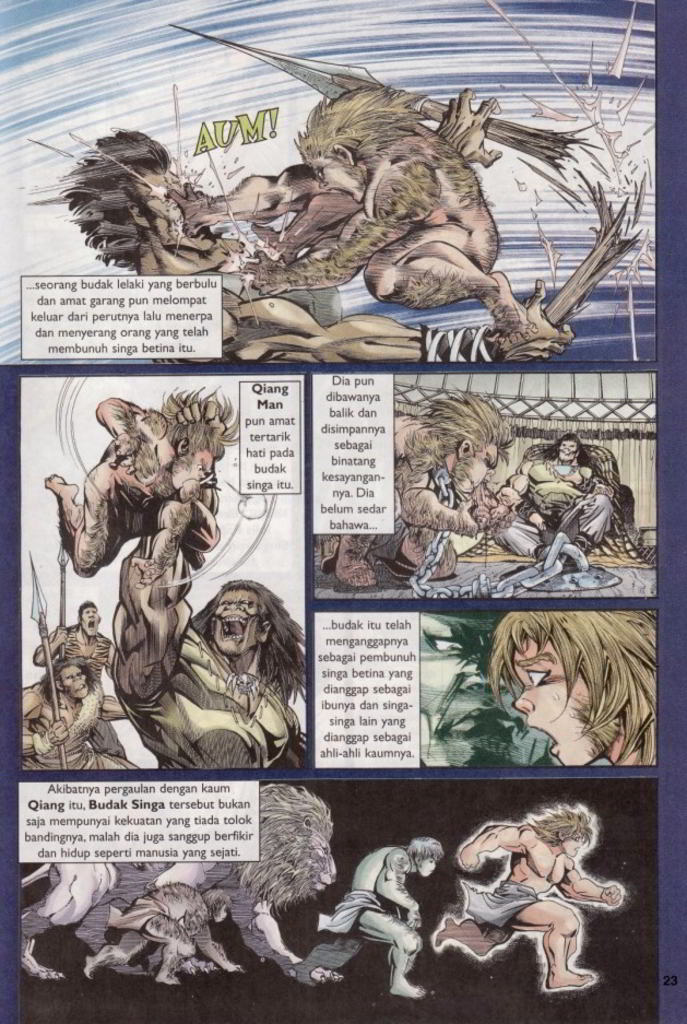 AUM!
...seorang budak lelaki yang berbulu
dan amat garang pun melompat
keluar dari perutnya lalu menerpa
dan menyerang orang yang telah
membunuh singa betina itu.
Qiang
Man
pun amat
tertarik
hati pada
budak
singa itu.
Dia pun
dibawanya
balik dan
disimpannya
sebagai
binatang
kesayangan-
nya. Dia
belum sedar
bahawa...
...budak itu telah
menganggapnya
sebagai pembunuh
singa betina yang
dianggap sebagai
ibunya dan singa-
singa lain yang
dianggap sebagai
ahli-ahli kaumnya.
Akibatnya pergaulan dengan kaum
Qiang itu, Budak Singa tersebut bukan
saja mempunyai kekuatan yang tiada tolok
bandingnya, malah dia juga sanggup berfikir
dan hidup seperti manusia yang sejati.
23